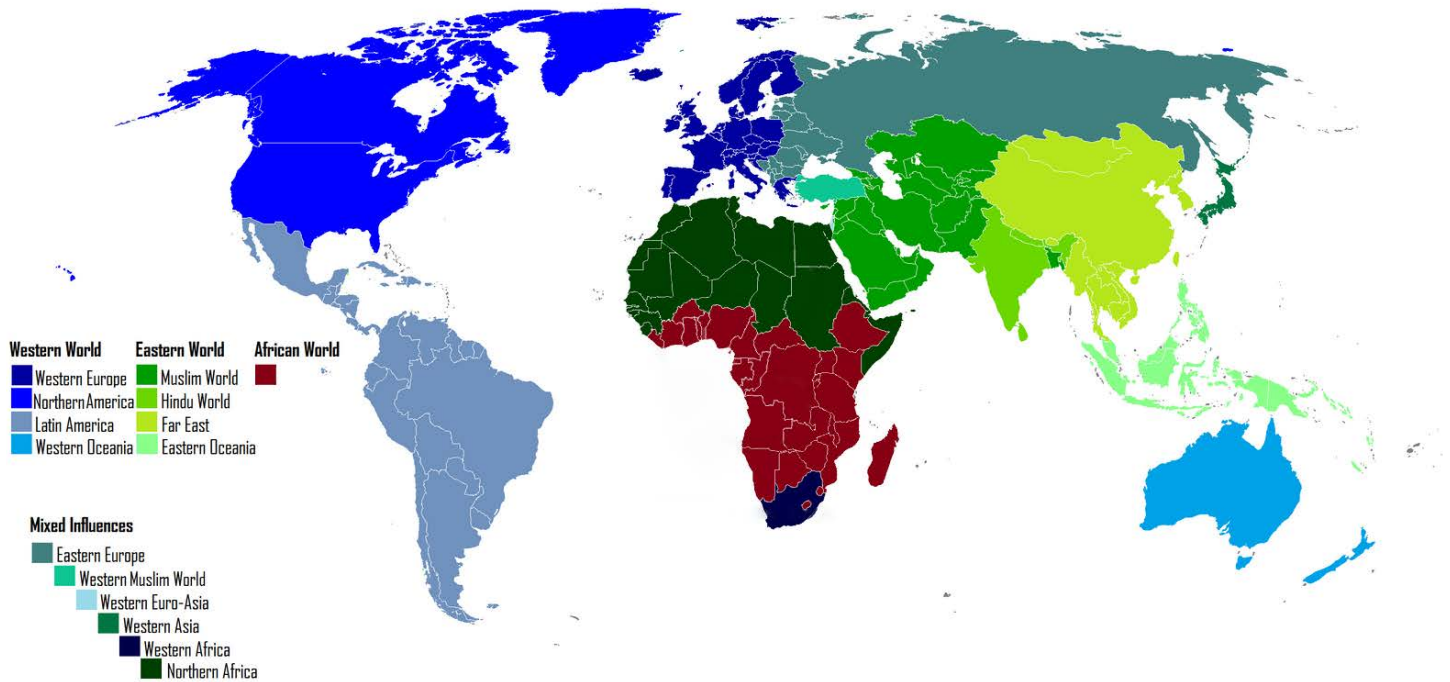 Western World
Western Europe
Northern America
Latin America
Western Oceania
Eastern World
Muslim World
Hindu World
Far East
Eastern Oceania
African World
Mixed Influences
Eastern Europe
Western Muslim World
Western Euro-Asia
Western Asia
Western Africa
Northern Africa